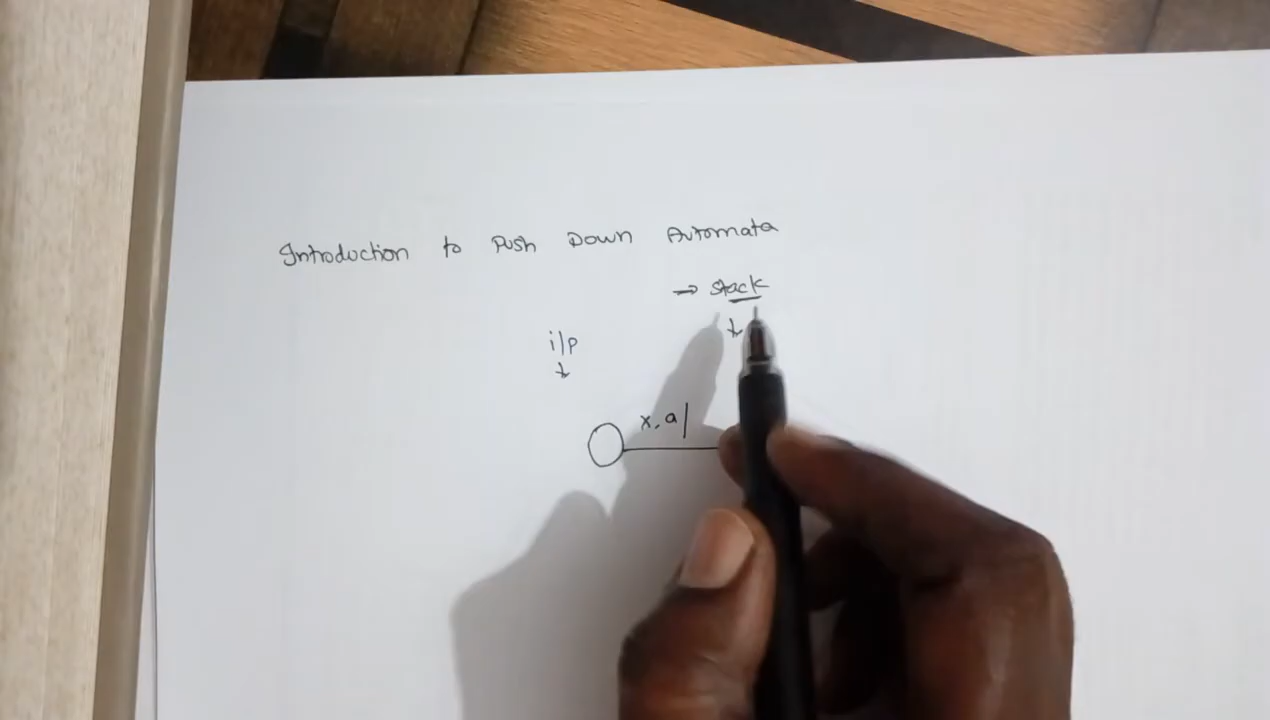 Introduction to Push Down Automata
→ Stack
i/p
x, a/